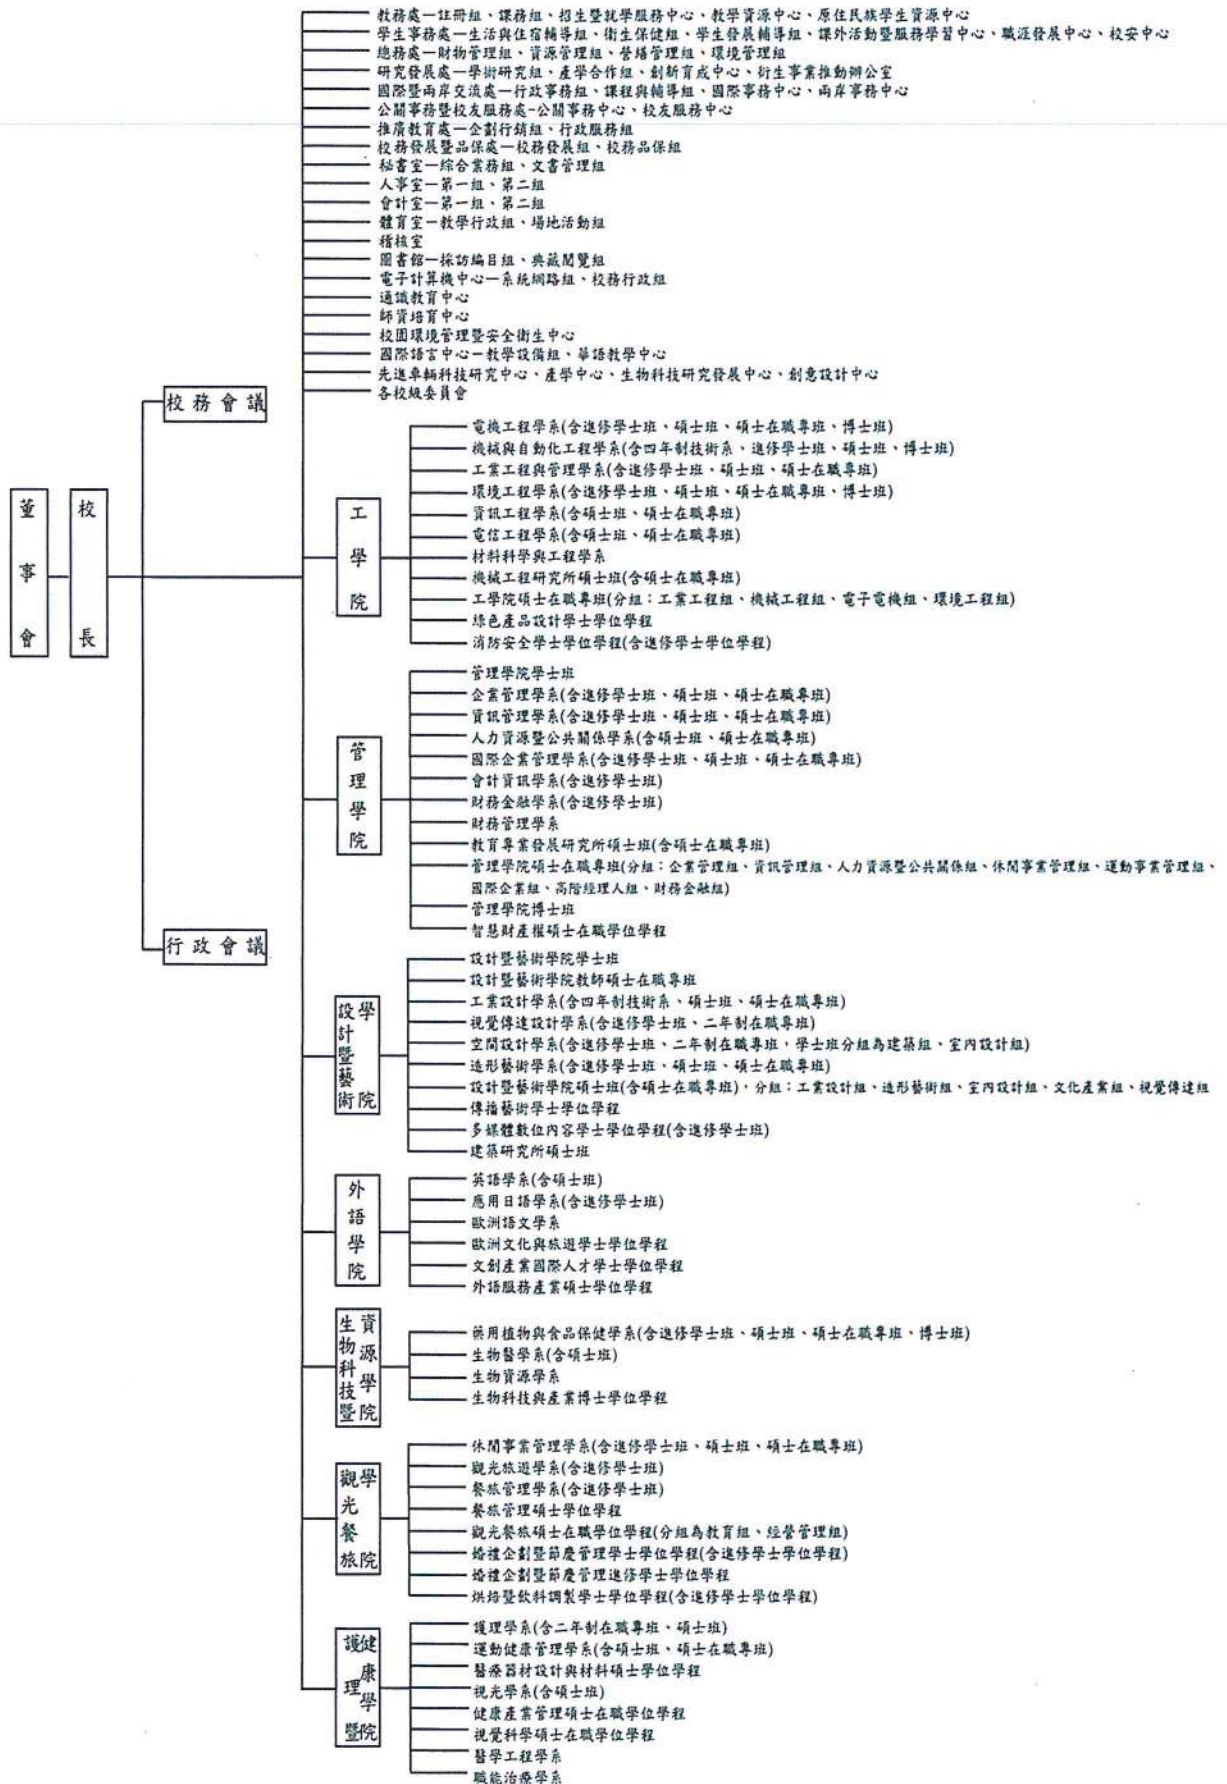 教務處—註冊組、課務組、招生暨就學服務中心、教學資源中心、原住民族學生資源中心
學生事務處—生活與住宿輔導組、衛生保健組、學生發展輔導組、課外活動暨服務學習中心、職涯發展中心、校安中心
總務處—財物管理組、資源管理組、營繕管理組、環境管理組
研究發展處—學術研究組、產學合作組、創新育成中心、衍生事業推動辦公室
國際暨兩岸交流處—行政事務組、課程與輔導組、國際事務中心、兩岸事務中心
公關事務暨校友服務處-公關事務中心、校友服務中心
推廣教育處—企劃行銷組、行政服務組
校務發展暨品保處—校務發展組、校務品保組
秘書室—綜合業務組、文書管理組
人事室—第一組、第二組
會計室—第一組、第二組
體育室—教學行政組、場地活動組
稽核室
圖書館—採訪編目組、典藏閱覽組
電子計算機中心—系統網路組、校務行政組
通識教育中心
師資培育中心
校園環境管理暨安全衛生中心
國際語言中心—教學設備組、華語教學中心
先進車輛科技研究中心、產學中心、生物科技研究發展中心、創意設計中心
各校級委員會
董事會
校長
校務會議
行政會議
工學院
電機工程學系(含進修學士班、碩士班、碩士在職專班、博士班)
機械與自動化工程學系(含四年制技術系、進修學士班、碩士班、博士班)
工業工程與管理學系(含進修學士班、碩士班、碩士在職專班)
環境工程學系(含進修學士班、碩士班、碩士在職專班、博士班)
資訊工程學系(含碩士班、碩士在職專班)
電信工程學系(含碩士班、碩士在職專班)
材料科學與工程學系
機械工程研究所碩士班(含碩士在職專班)
工學院碩士在職專班(分組：工業工程組、機械工程組、電子電機組、環境工程組)
綠色產品設計學士學位學程
消防安全學士學位學程(含進修學士學位學程)
管理學院
管理學院學士班
企業管理學系(含進修學士班、碩士班、碩士在職專班)
資訊管理學系(含進修學士班、碩士班、碩士在職專班)
人力資源暨公共關係學系(含碩士班、碩士在職專班)
國際企業管理學系(含進修學士班、碩士班、碩士在職專班)
會計資訊學系(含進修學士班)
財務金融學系(含進修學士班)
財務管理學系
教育專業發展研究所碩士班(含碩士在職專班)
管理學院碩士在職專班(分組：企業管理組、資訊管理組、人力資源暨公共關係組、休閒事業管理組、運動事業管理組、
國際企業組、高階經理人組、財務金融組)
管理學院博士班
智慧財產權碩士在職學位學程
設計暨藝術學院
設計暨藝術學院學士班
設計暨藝術學院教師碩士在職專班
工業設計學系(含四年制技術系、碩士班、碩士在職專班)
視覺傳達設計學系(含進修學士班、二年制在職專班)
空間設計學系(含進修學士班、二年制在職專班，學士班分組為建築組、室內設計組)
造形藝術學系(含進修學士班、碩士班、碩士在職專班)
設計暨藝術學院碩士班(含碩士在職專班)，分組：工業設計組、造形藝術組、室內設計組、文化產業組、視覺傳達組
傳播藝術學士學位學程
多媒體數位內容學士學位學程(含進修學士班)
建築研究所碩士班
外語學院
英語學系(含碩士班)
應用日語學系(含進修學士班)
歐洲語文學系
歐洲文化與旅遊學士學位學程
文創產業國際人才學士學位學程
外語服務產業碩士學位學程
生物科技暨資源學院
藥用植物與食品保健學系(含進修學士班、碩士班、碩士在職專班、博士班)
生物醫學系(含碩士班)
生物資源學系
生物科技與產業博士學位學程
觀光餐旅學院
休閒事業管理學系(含進修學士班、碩士班、碩士在職專班)
觀光旅遊學系(含進修學士班)
餐旅管理學系(含進修學士班)
餐旅管理碩士學位學程
觀光餐旅碩士在職學位學程(分組為教育組、經營管理組)
婚禮企劃暨節慶管理學士學位學程(含進修學士學位學程)
婚禮企劃暨節慶管理進修學士學位學程
烘焙暨飲料調製學士學位學程(含進修學士學位學程)
護理暨健康學院
護理學系(含二年制在職專班、碩士班)
運動健康管理學系(含碩士班、碩士在職專班)
醫療器材設計與材料碩士學位學程
視光學系(含碩士班)
健康產業管理碩士在職學位學程
視覺科學碩士在職學位學程
醫學工程學系
職能治療學系